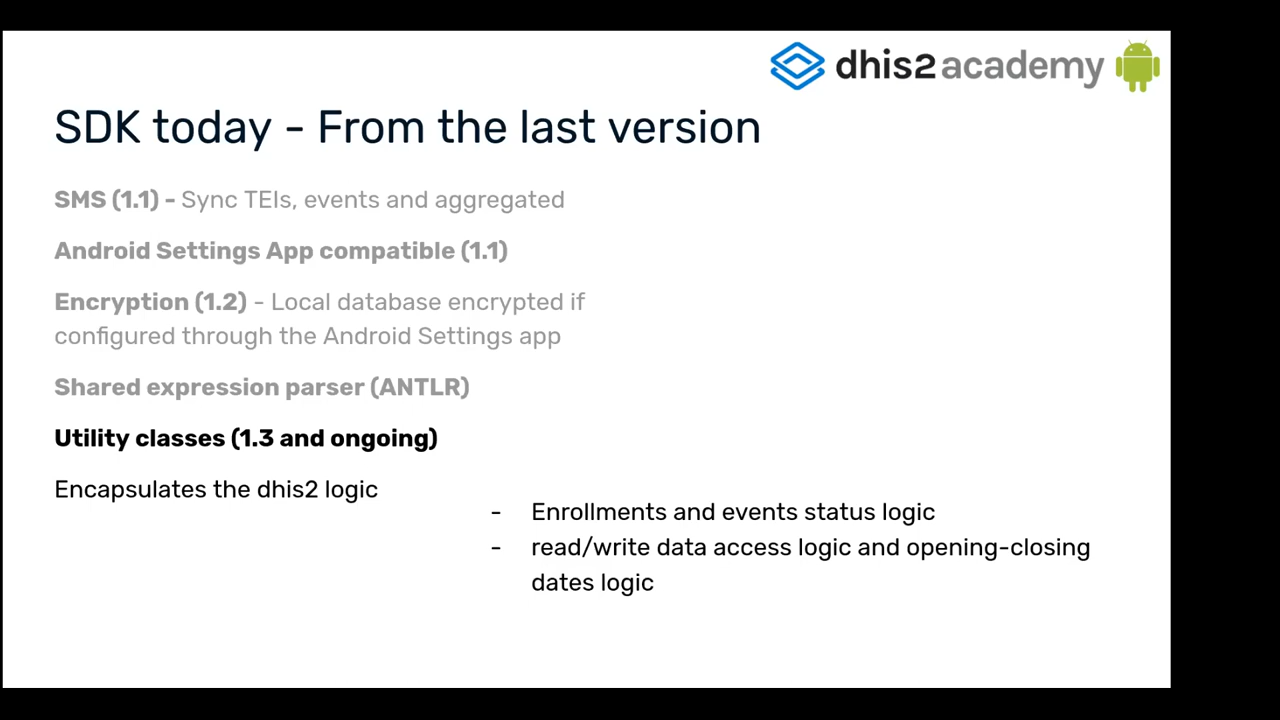 dhis2 academy
SDK today - From the last version
SMS (1.1) - Sync TEIs, events and aggregated
Android Settings App compatible (1.1)
Encryption (1.2) - Local database encrypted if
configured through the Android Settings app
Shared expression parser (ANTLR)
Utility classes (1.3 and ongoing)
Encapsulates the dhis2 logic
- Enrollments and events status logic
- read/write data access logic and opening-closing
dates logic